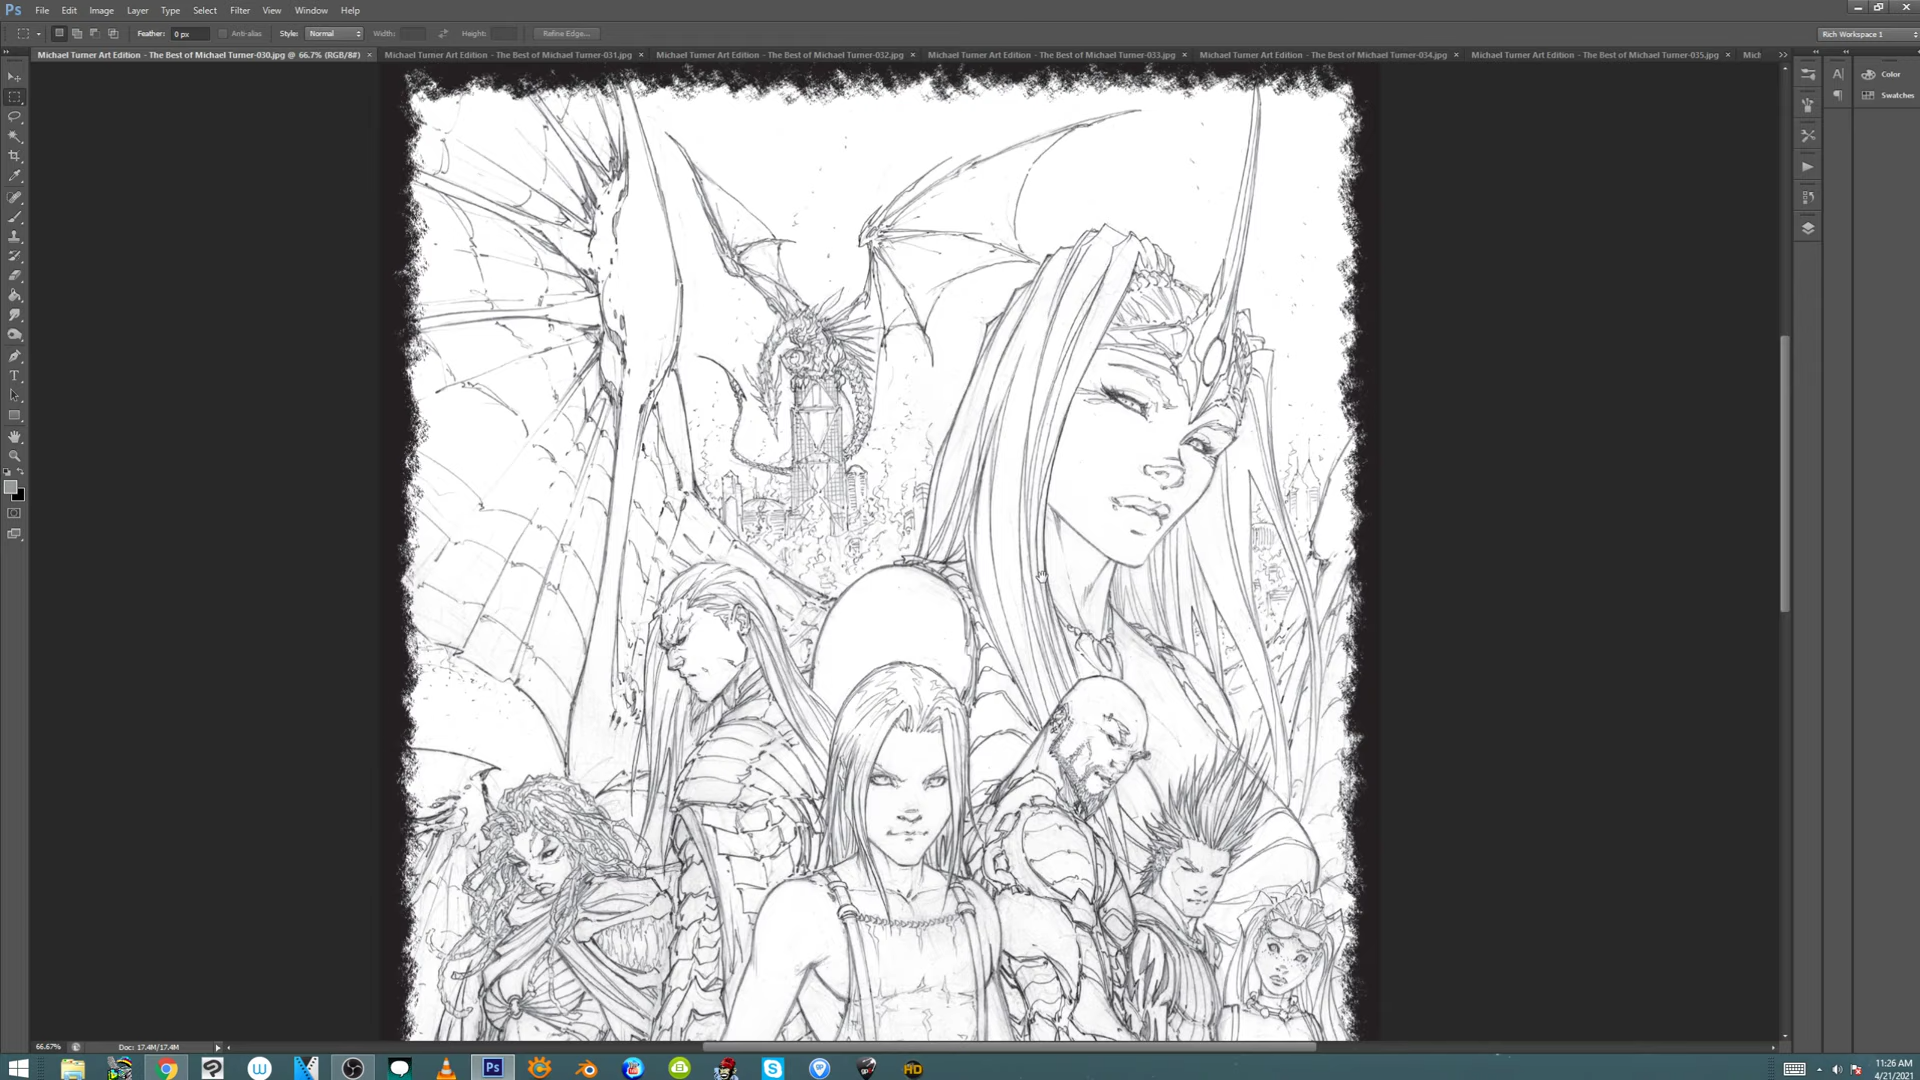 Ps File Edit Image Layer Type Select Filter View Window Help
Feather: 0 px Anti-alias Style: Normal Width: Height: Refine Edge... Rich Workspace 1
Michael Turner Art Edition - The Best of Michael Turner-030.jpg @ 66.7% (RGB/8#) × Michael Turner Art Edition - The Best of Michael Turner-031.jpg × Michael Turner Art Edition - The Best of Michael Turner-032.jpg × Michael Turner Art Edition - The Best of Michael Turner-033.jpg × Michael Turner Art Edition - The Best of Michael Turner-034.jpg × Michael Turner Art Edition - The Best of Michael Turner-035.jpg × Mich
Color
Swatches
66.67% Doc: 17.4M/17.4M
Ps
11:26 AM
4/21/2021